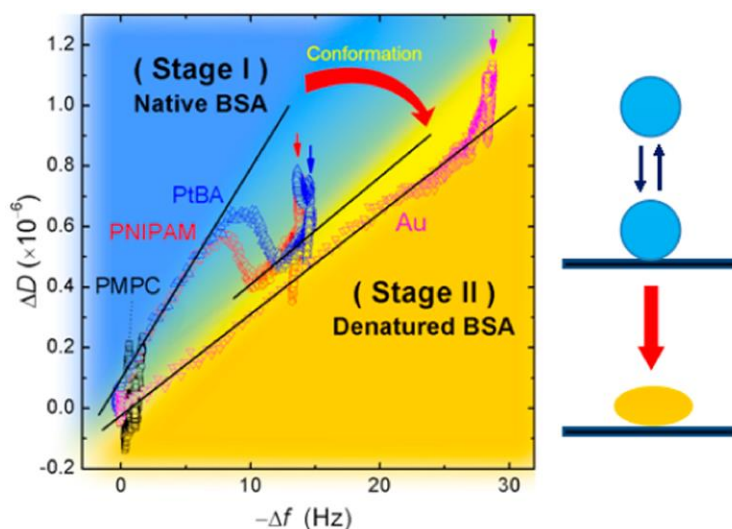 ( Stage I )
Native BSA
Conformation
PtBA
PNIPAM
PMPC
Au
( Stage II )
Denatured BSA
1.2
1.0
0.8
0.6
0.4
0.2
0.0
-0.2
ΔD (×10⁻⁶)
0 10 20 30
−Δf (Hz)